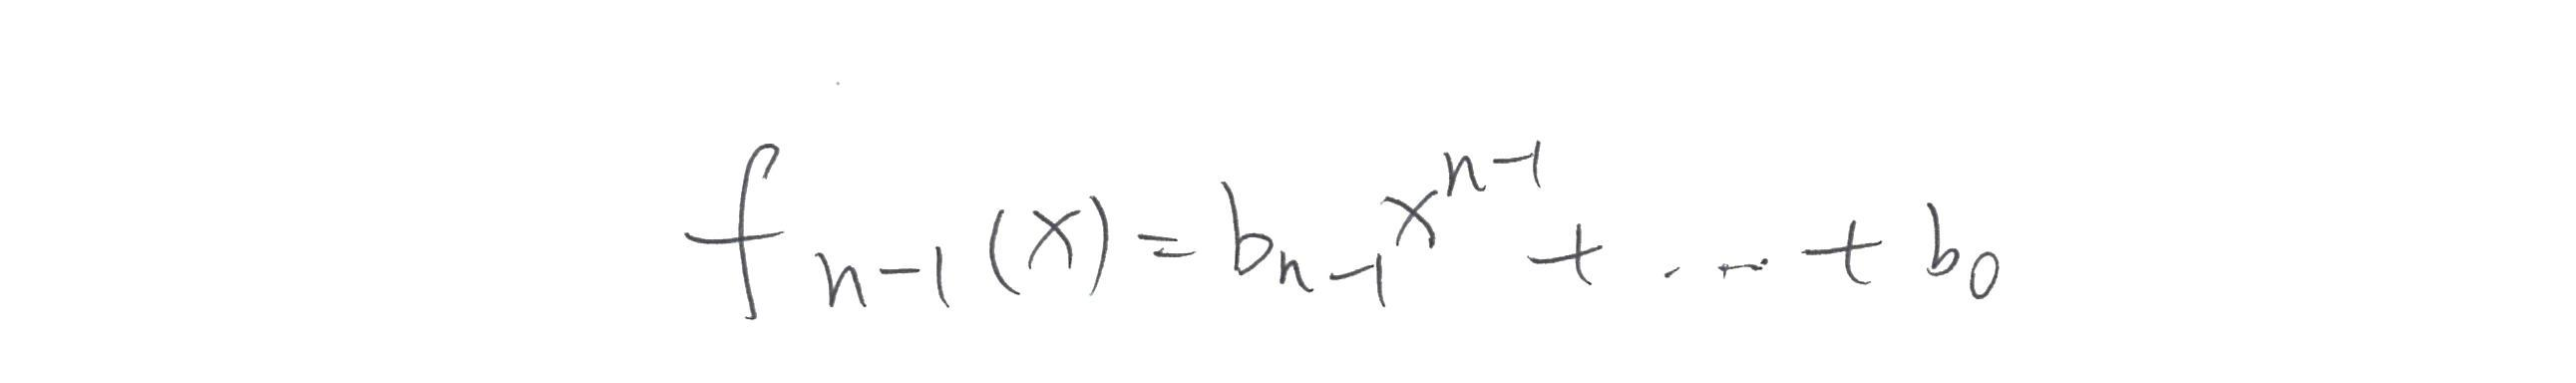 f_{n-1}(x) = b_{n-1}x^{n-1} + ... + b_0